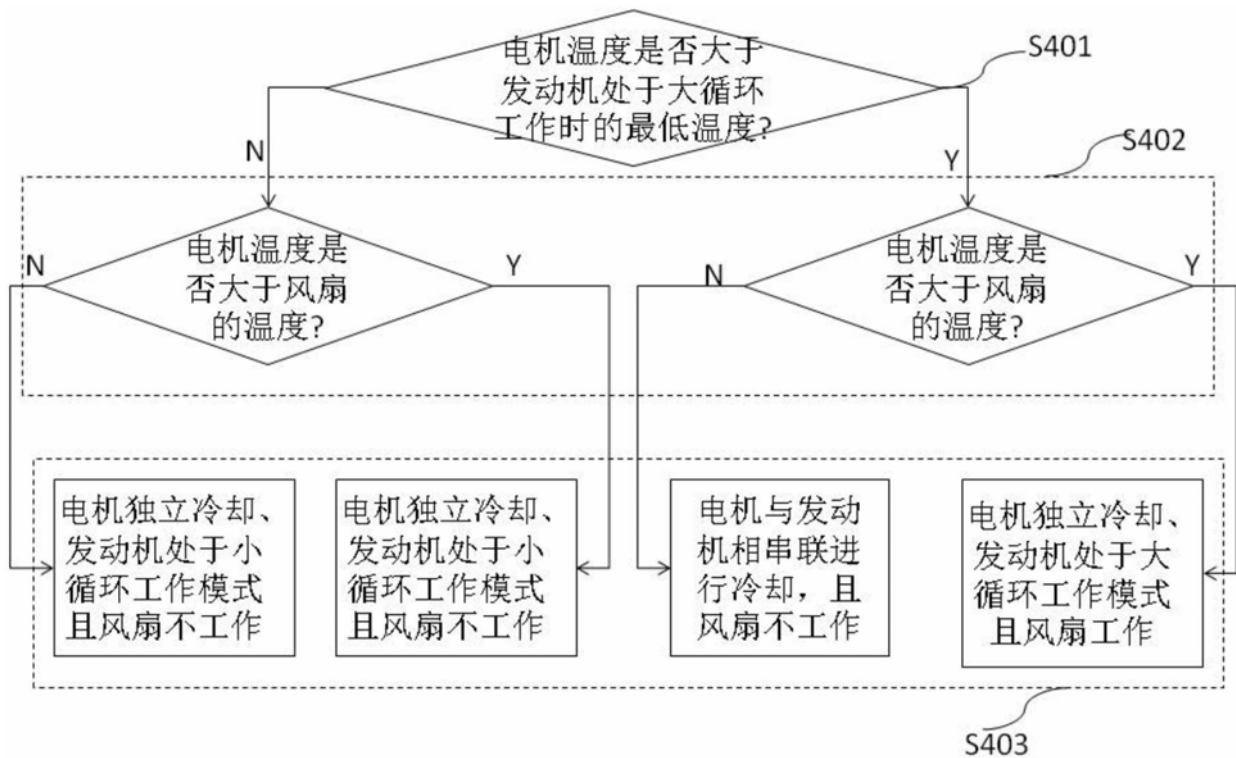 电机温度是否大于
发动机处于大循环
工作时的最低温度?
S401
N
Y
S402
电机温度是
否大于风扇
的温度?
N
Y
电机温度是
否大于风扇
的温度?
N
Y
电机独立冷却、
发动机处于小
循环工作模式
且风扇不工作
电机独立冷却、
发动机处于小
循环工作模式
且风扇不工作
电机与发动
机相串联进
行冷却，且
风扇不工作
电机独立冷却、
发动机处于大
循环工作模式
且风扇工作
S403